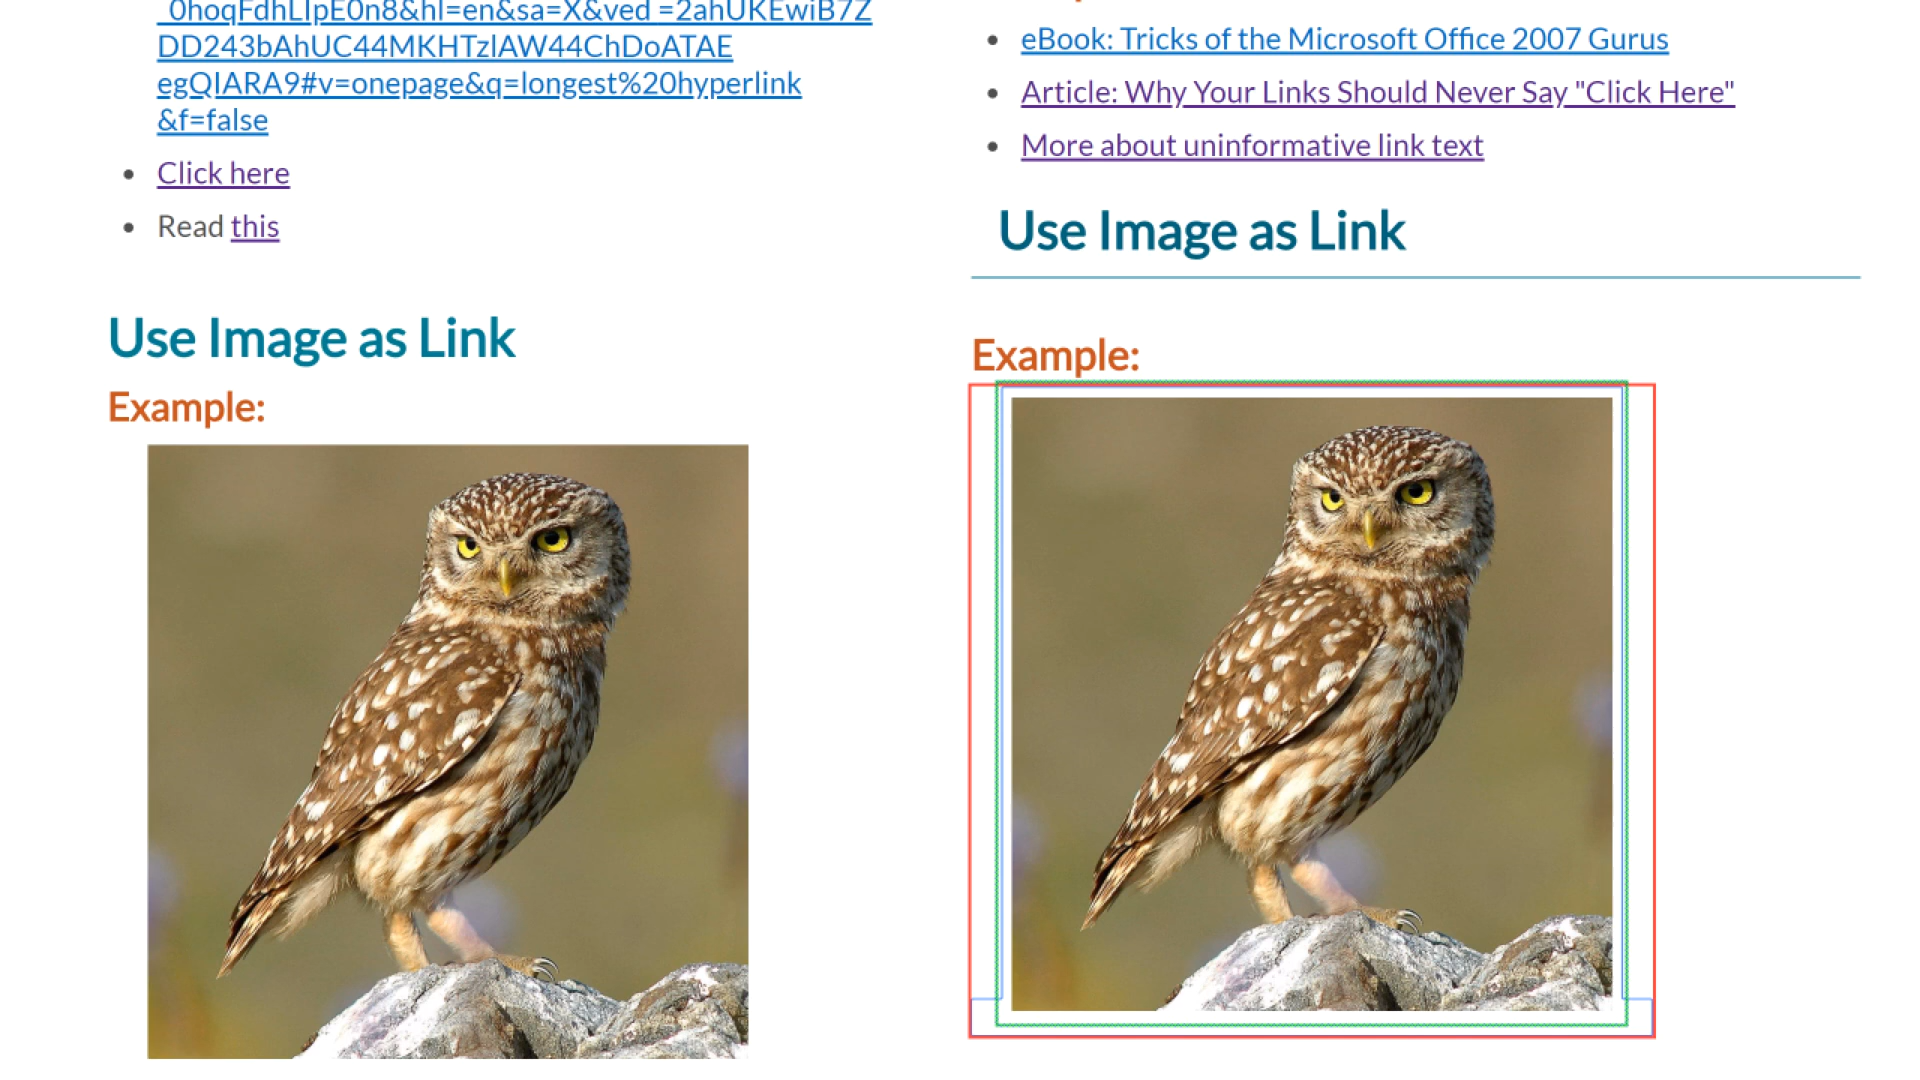 _0hoqFdhLIpE0n8&hl=en&sa=X&ved =2ahUKEwiB7Z
DD243bAhUC44MKHTzlAW44ChDoATAE
egQIARA9#v=onepage&q=longest%20hyperlink
&f=false
Click here
Read this
Use Image as Link
Example:
eBook: Tricks of the Microsoft Office 2007 Gurus
Article: Why Your Links Should Never Say "Click Here"
More about uninformative link text
Use Image as Link
Example: